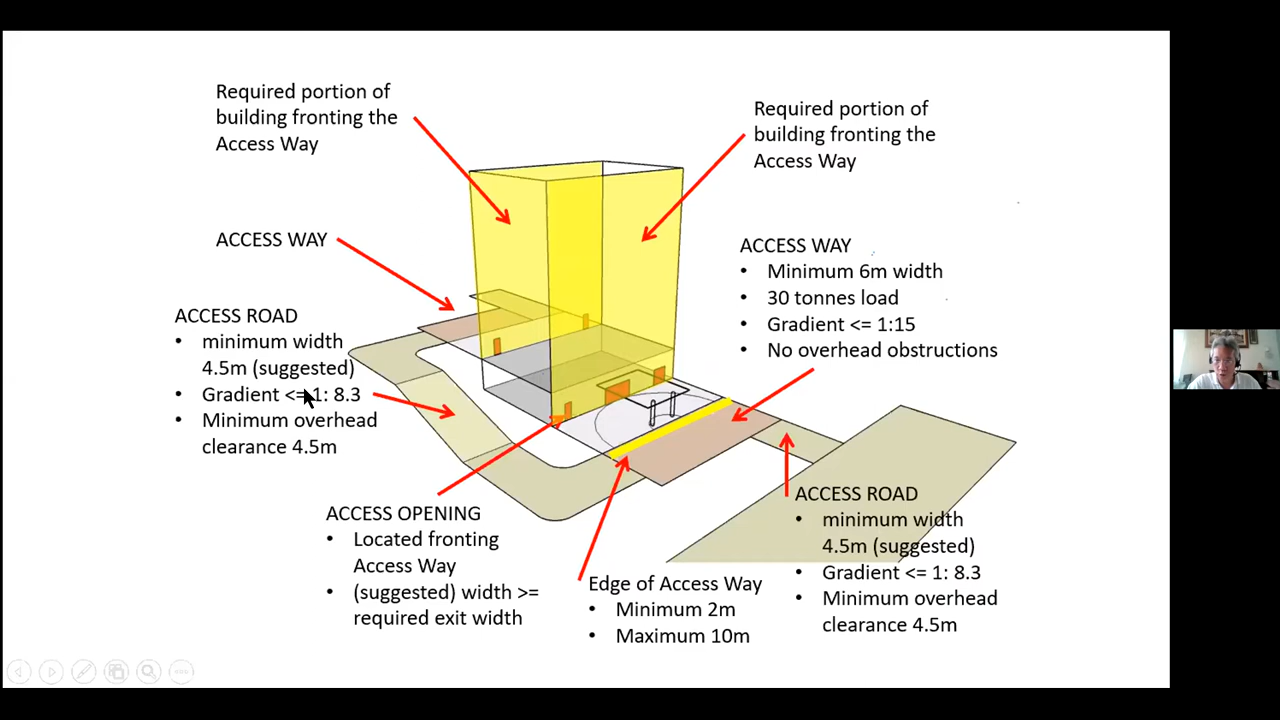 Required portion of
building fronting the
Access Way
Required portion of
building fronting the
Access Way
ACCESS WAY
ACCESS WAY
• Minimum 6m width
• 30 tonnes load
• Gradient <= 1:15
• No overhead obstructions
ACCESS ROAD
• minimum width
4.5m (suggested)
• Gradient <= 1: 8.3
• Minimum overhead
clearance 4.5m
ACCESS OPENING
• Located fronting
Access Way
• (suggested) width >=
required exit width
Edge of Access Way
• Minimum 2m
• Maximum 10m
ACCESS ROAD
• minimum width
4.5m (suggested)
• Gradient <= 1: 8.3
• Minimum overhead
clearance 4.5m